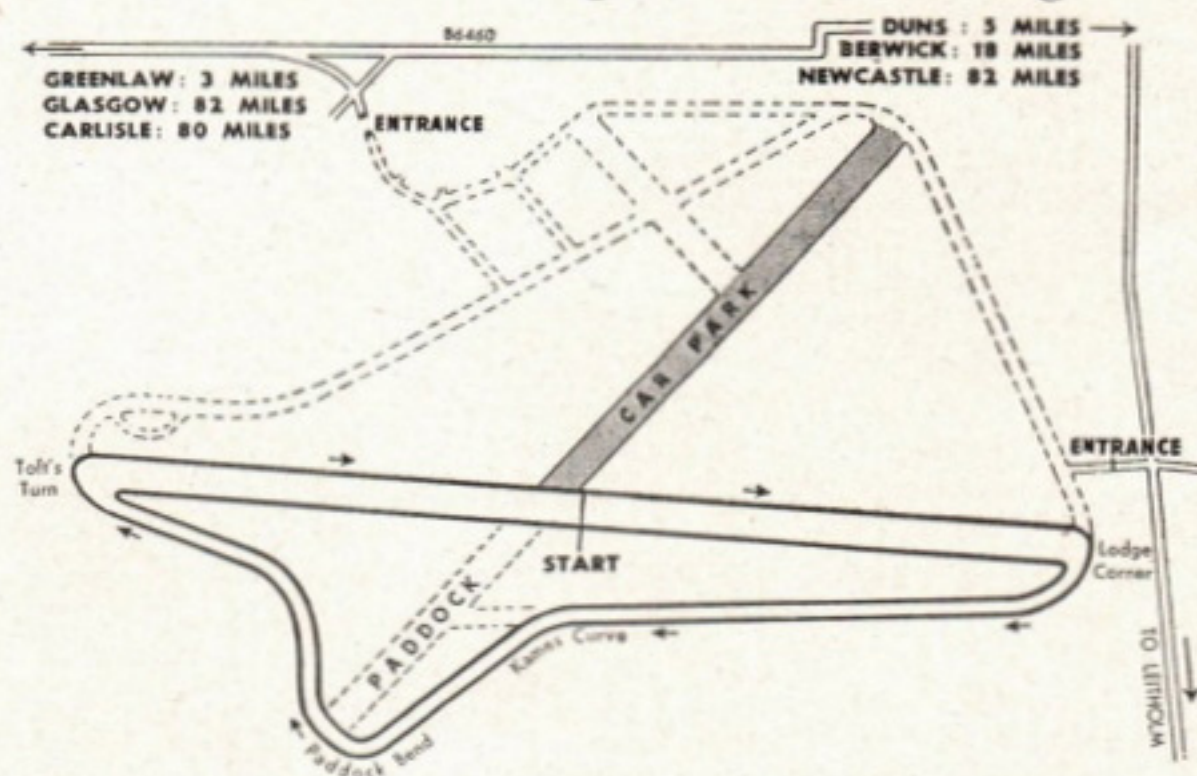 B6460
DUNS : 5 MILES
BERWICK: 18 MILES
NEWCASTLE: 82 MILES
GREENLAW: 3 MILES
GLASGOW: 82 MILES
CARLISLE: 80 MILES
ENTRANCE
CAR PARK
ENTRANCE
Toft's
Turn
START
Lodge
Corner
PADDOCK
Kames Curve
TO LEITHOLM
Paddock Bend